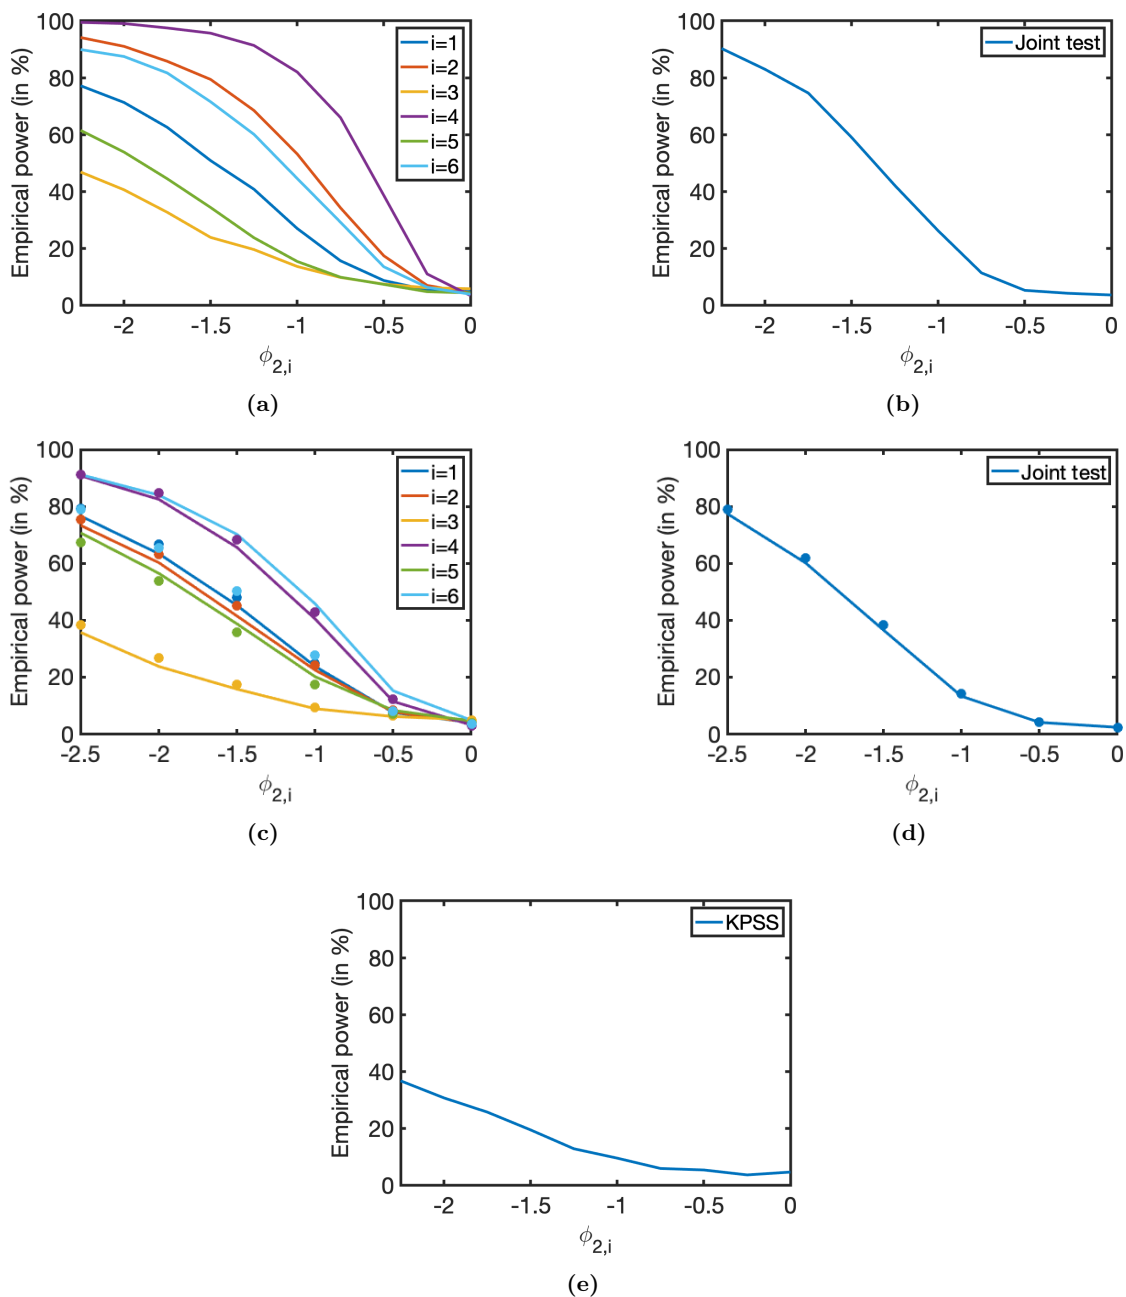 Empirical power (in %)
100
80
60
40
20
0
-2
-1.5
-1
-0.5
0
ϕ2,i
i=1
i=2
i=3
i=4
i=5
i=6
(a)
Empirical power (in %)
100
80
60
40
20
0
-2
-1.5
-1
-0.5
0
ϕ2,i
Joint test
(b)
Empirical power (in %)
100
80
60
40
20
0
-2.5
-2
-1.5
-1
-0.5
0
ϕ2,i
i=1
i=2
i=3
i=4
i=5
i=6
(c)
Empirical power (in %)
100
80
60
40
20
0
-2.5
-2
-1.5
-1
-0.5
0
ϕ2,i
Joint test
(d)
Empirical power (in %)
100
80
60
40
20
0
-2
-1.5
-1
-0.5
0
ϕ2,i
KPSS
(e)